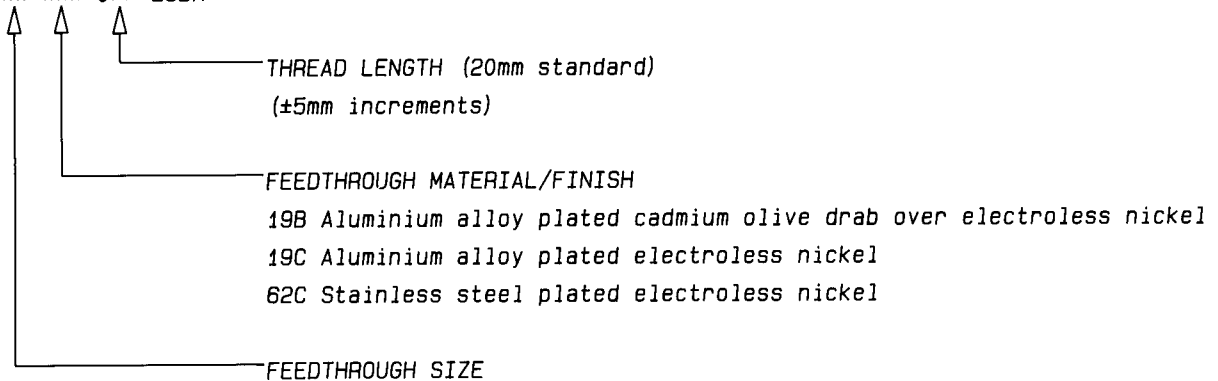 THREAD LENGTH (20mm standard)
(±5mm increments)
FEEDTHROUGH MATERIAL/FINISH
19B Aluminium alloy plated cadmium olive drab over electroless nickel
19C Aluminium alloy plated electroless nickel
62C Stainless steel plated electroless nickel
FEEDTHROUGH SIZE